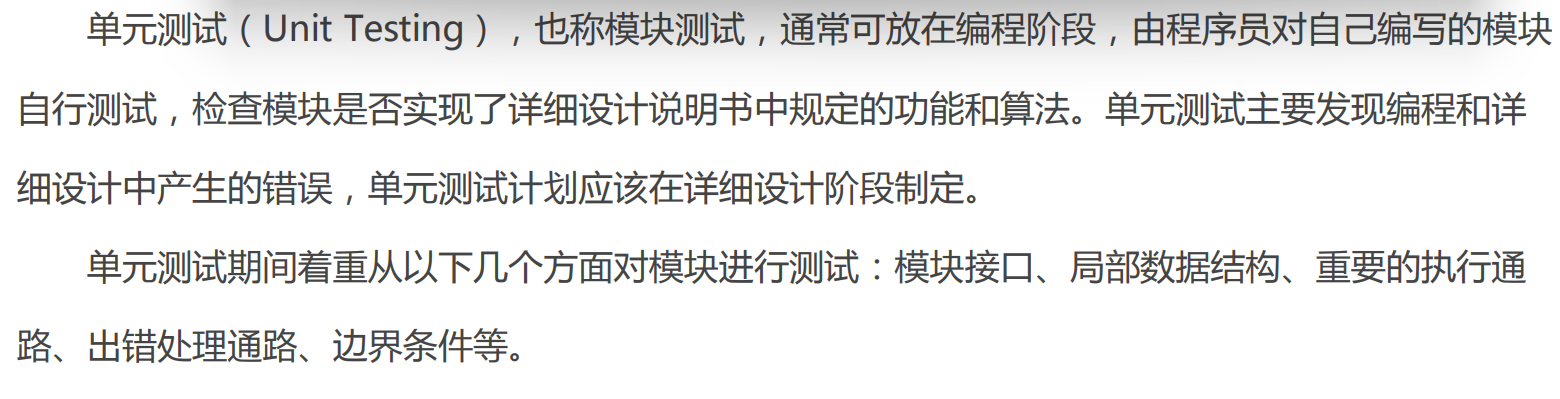 单元测试（Unit Testing），也称模块测试，通常可放在编程阶段，由程序员对自己编写的模块
自行测试，检查模块是否实现了详细设计说明书中规定的功能和算法。单元测试主要发现编程和详
细设计中产生的错误，单元测试计划应该在详细设计阶段制定。
单元测试期间着重从以下几个方面对模块进行测试：模块接口、局部数据结构、重要的执行通
路、出错处理通路、边界条件等。